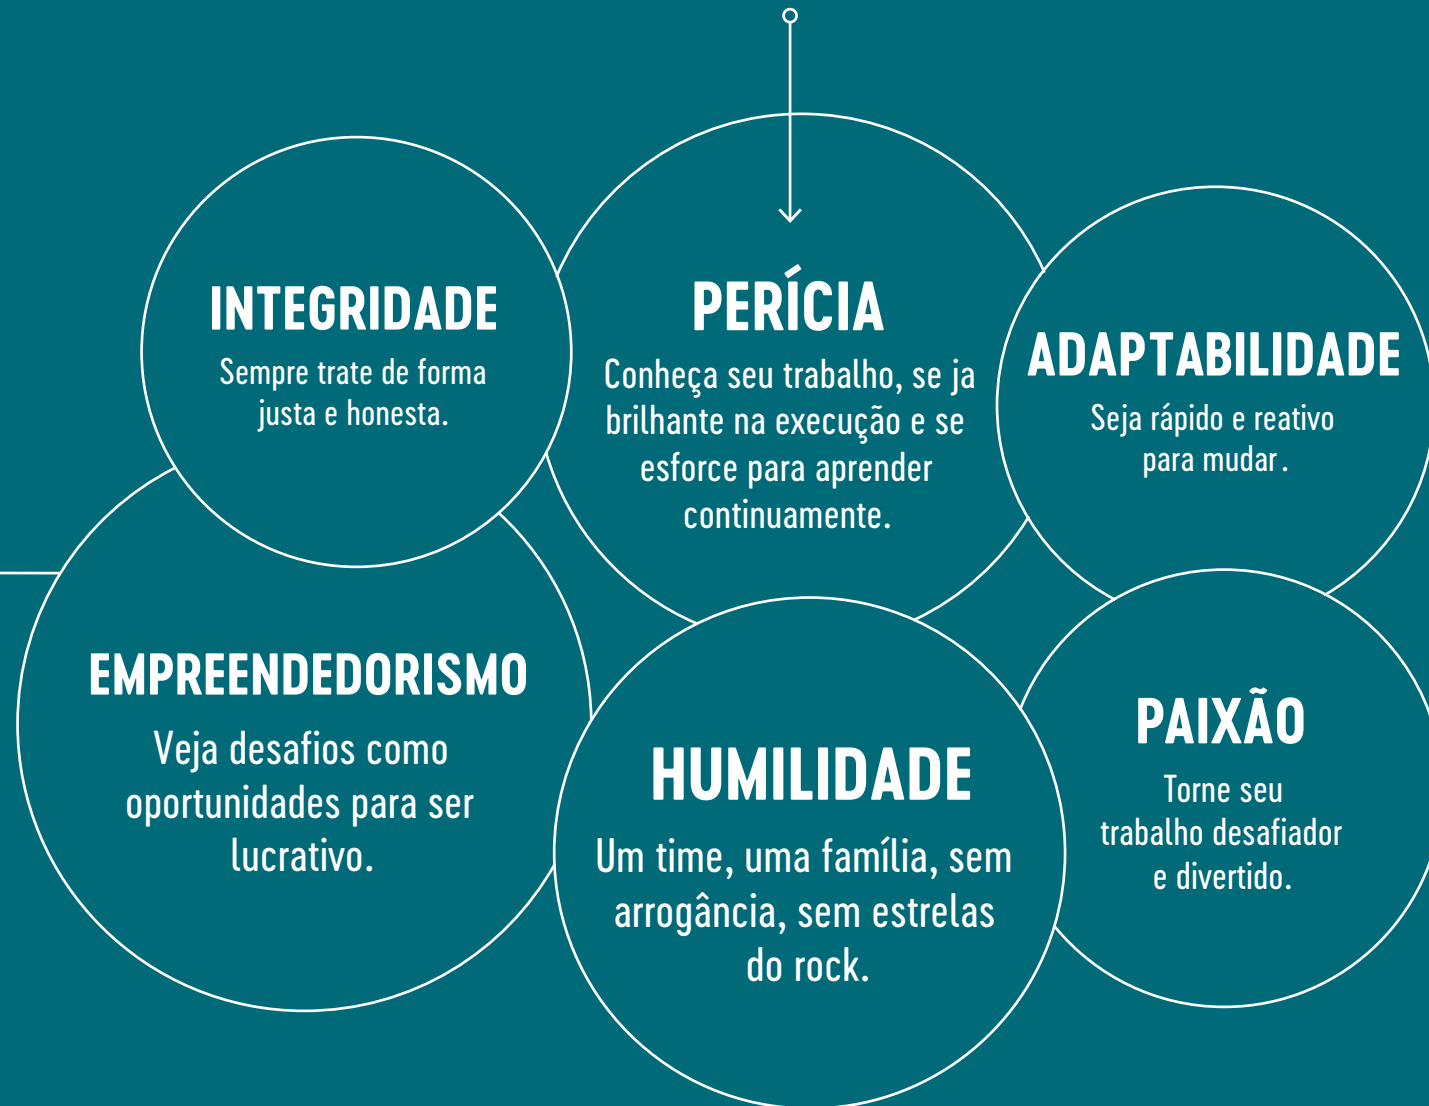 INTEGRIDADE
Sempre trate de forma
justa e honesta.
PERÍCIA
Conheça seu trabalho, se ja
brilhante na execução e se
esforce para aprender
continuamente.
ADAPTABILIDADE
Seja rápido e reativo
para mudar.
EMPREENDEDORISMO
Veja desafios como
oportunidades para ser
lucrativo.
HUMILIDADE
Um time, uma família, sem
arrogância, sem estrelas
do rock.
PAIXÃO
Torne seu
trabalho desafiador
e divertido.